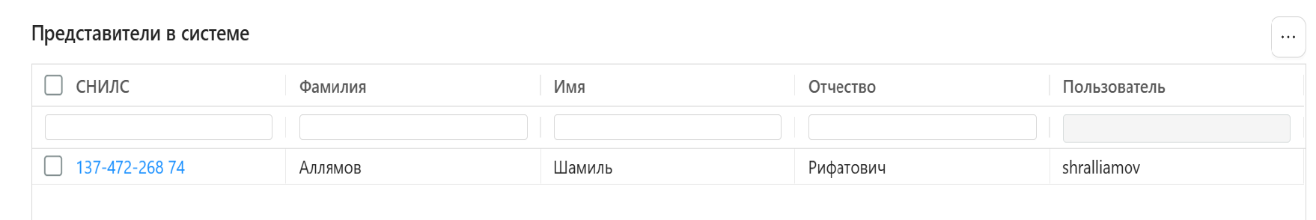 Представители в системе
...
СНИЛС Фамилия Имя Отчество Пользователь
137-472-268 74 Аллямов Шамиль Рифатович shralliamov